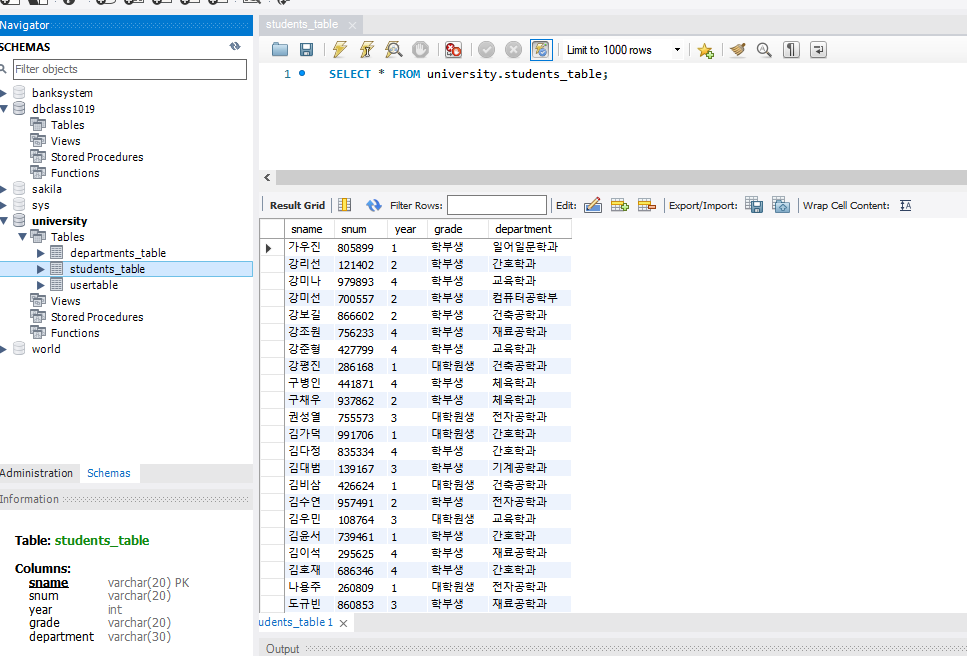 Navigator
SCHEMAS
Filter objects
banksystem
dbclass1019
Tables
Views
Stored Procedures
Functions
sakila
sys
university
Tables
departments_table
students_table
usertable
Views
Stored Procedures
Functions
world
Administration Schemas
Information
Table: students_table
Columns:
sname varchar(20) PK
snum varchar(20)
year int
grade varchar(20)
department varchar(30)
students_table
Limit to 1000 rows
1 SELECT * FROM university.students_table;
Result Grid Filter Rows: Edit: Export/Import: Wrap Cell Content:
sname snum year grade department
가우진 805899 1 학부생 일어일문학과
강리선 121402 2 학부생 간호학과
강미나 979893 4 학부생 교육학과
강미선 700557 2 학부생 컴퓨터공학부
강보길 866602 2 학부생 건축공학과
강조원 756233 4 학부생 재료공학과
강준형 427799 4 학부생 교육학과
강평진 286168 1 대학원생 건축공학과
구병인 441871 4 학부생 체육학과
구채우 937862 2 학부생 체육학과
권성열 755573 3 대학원생 전자공학과
김가덕 991706 1 대학원생 간호학과
김다정 835334 4 학부생 간호학과
김대범 139167 3 학부생 기계공학과
김비삼 426624 1 대학원생 건축공학과
김수연 957491 2 학부생 전자공학과
김우민 108764 3 대학원생 교육학과
김윤서 739461 1 학부생 간호학과
김이석 295625 4 학부생 재료공학과
김호재 686346 4 학부생 간호학과
나용주 260809 1 대학원생 전자공학과
도규빈 860853 3 학부생 재료공학과
udents_table 1
Output